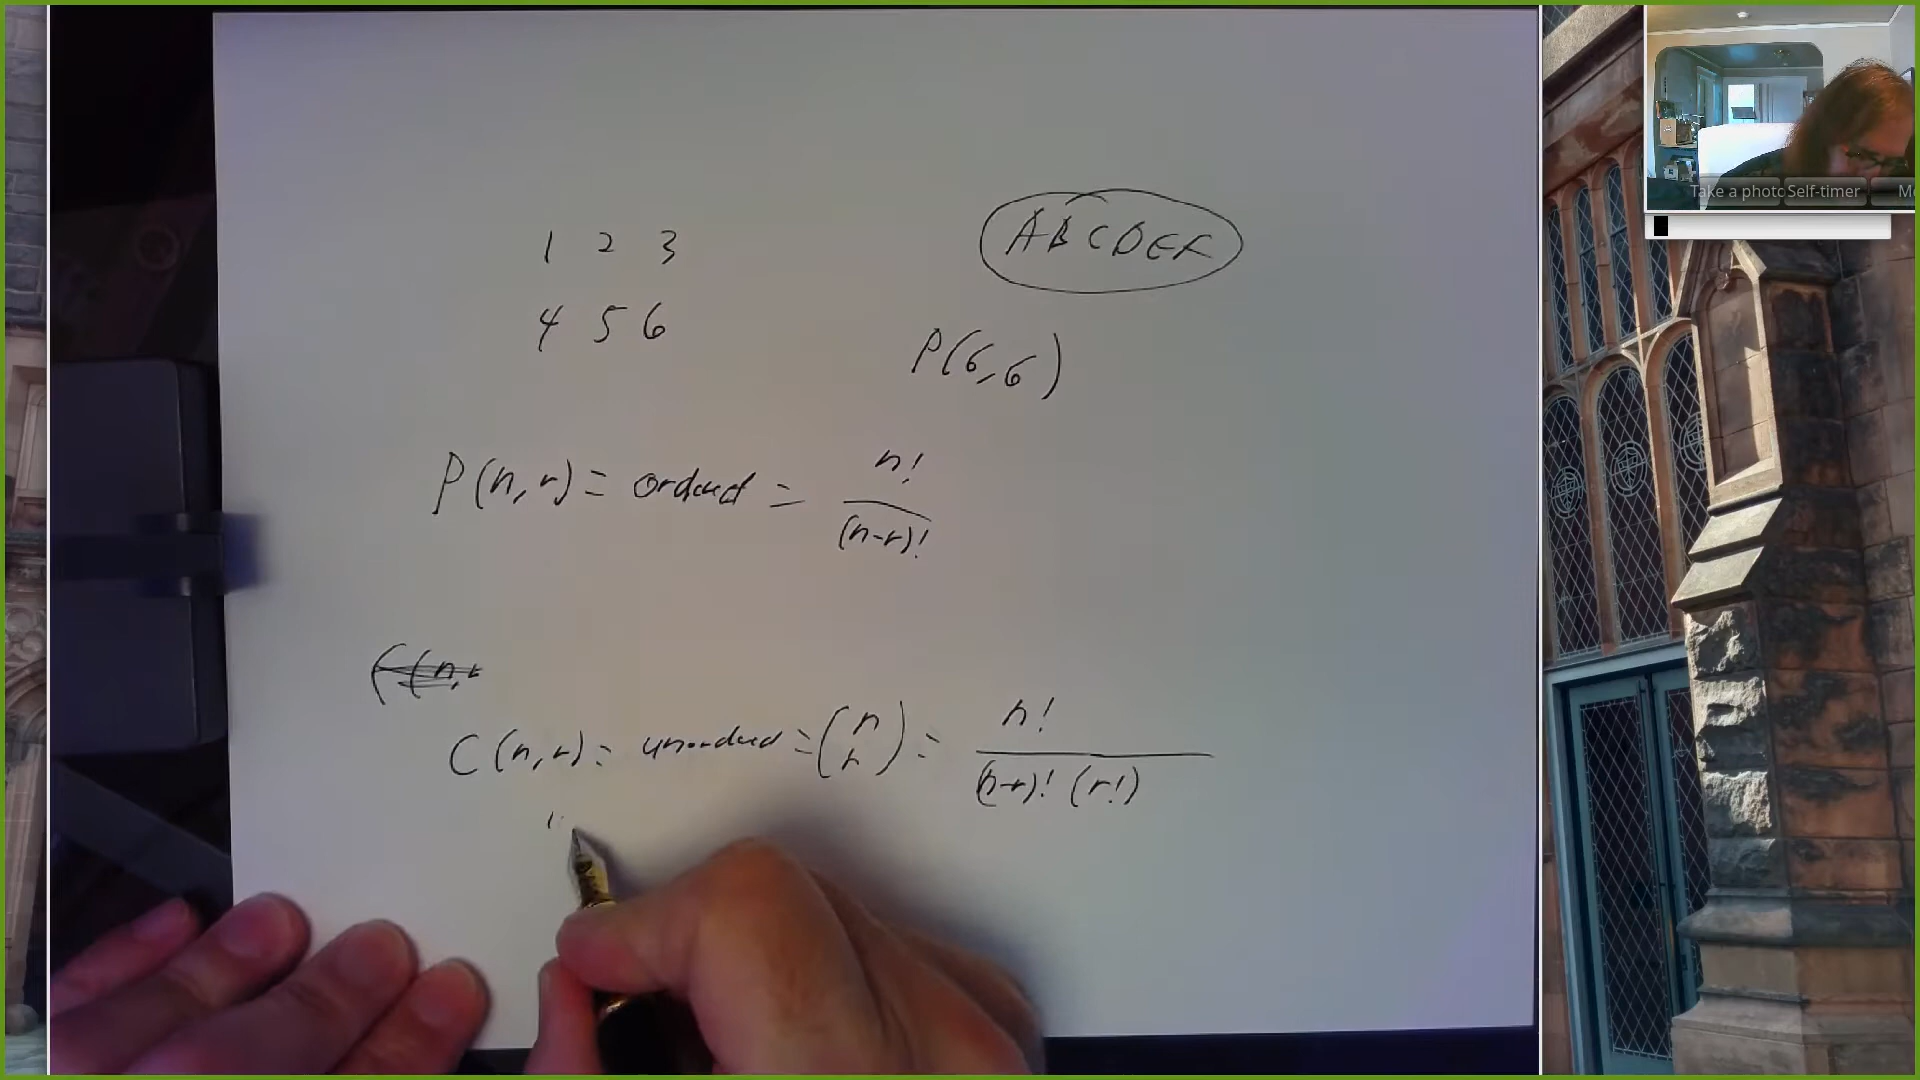 1 2 3
4 5 6
ABCDEF
P(6,6)
P(n,r) = ordered = n! / (n-r)!
C(n,r) = unordered = (n r) = n! / (n-r)! (r!)
Take a photo Self-timer